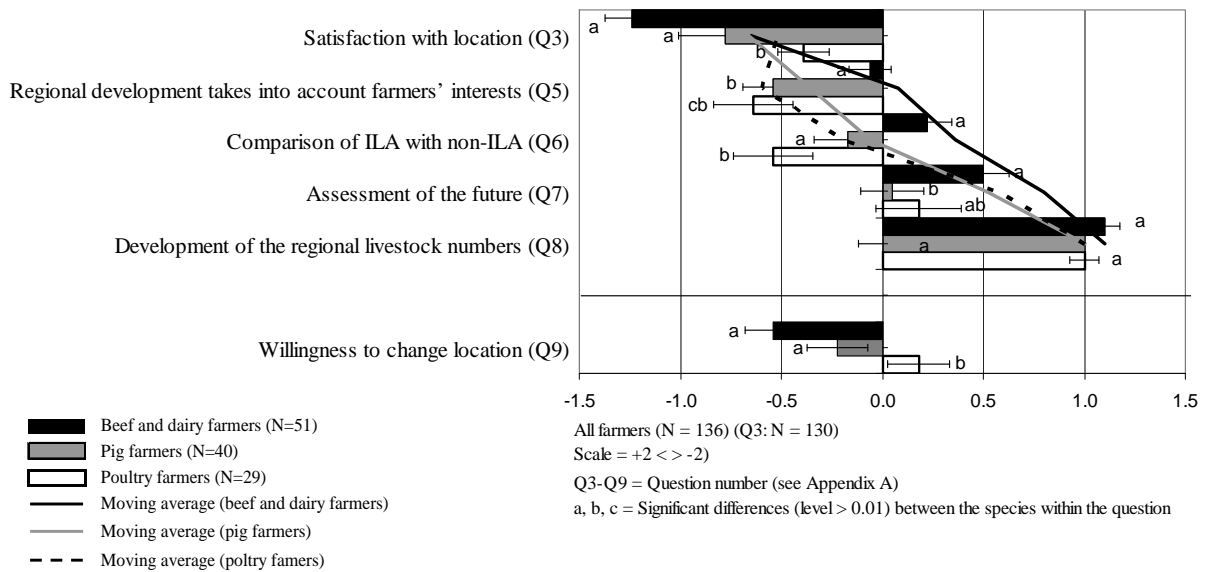 a
Satisfaction with location (Q3)
a
b
a
Regional development takes into account farmers' interests (Q5)
b
cb
a
Comparison of ILA with non-ILA (Q6)
a
b
a
Assessment of the future (Q7)
b
ab
a
Development of the regional livestock numbers (Q8)
a
a
a
Willingness to change location (Q9)
a
b
-1.5 -1.0 -0.5 0.0 0.5 1.0 1.5
Beef and dairy farmers (N=51)
Pig farmers (N=40)
Poultry farmers (N=29)
Moving average (beef and dairy farmers)
Moving average (pig farmers)
Moving average (poltry famers)
All farmers (N = 136) (Q3: N = 130)
Scale = +2 < > -2)
Q3-Q9 = Question number (see Appendix A)
a, b, c = Significant differences (level > 0.01) between the species within the question